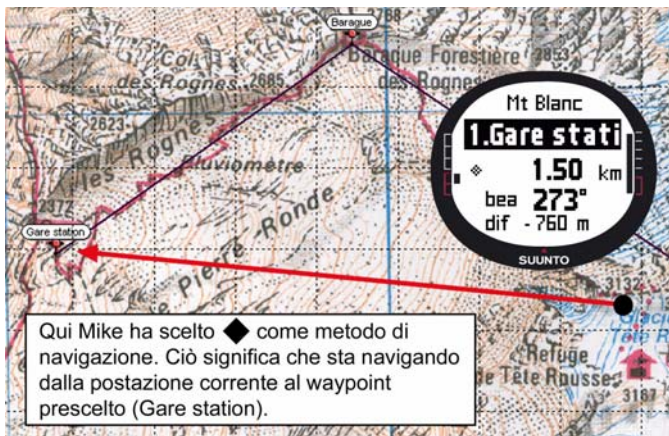 Barague
Col
des Rognes
2685
Baraque Forestière
des Rognes
2853
Mt Blanc
1.Gare stati
1.50 km
bea 273°
dif -760 m
SUUNTO
2623
les Rognes
Pluviomètre
2372
Gare station
Pierre Ronde
Refuge
de Tête Rousse
3187
Qui Mike ha scelto ◆ come metodo di
navigazione. Ciò significa che sta navigando
dalla postazione corrente al waypoint
prescelto (Gare station).